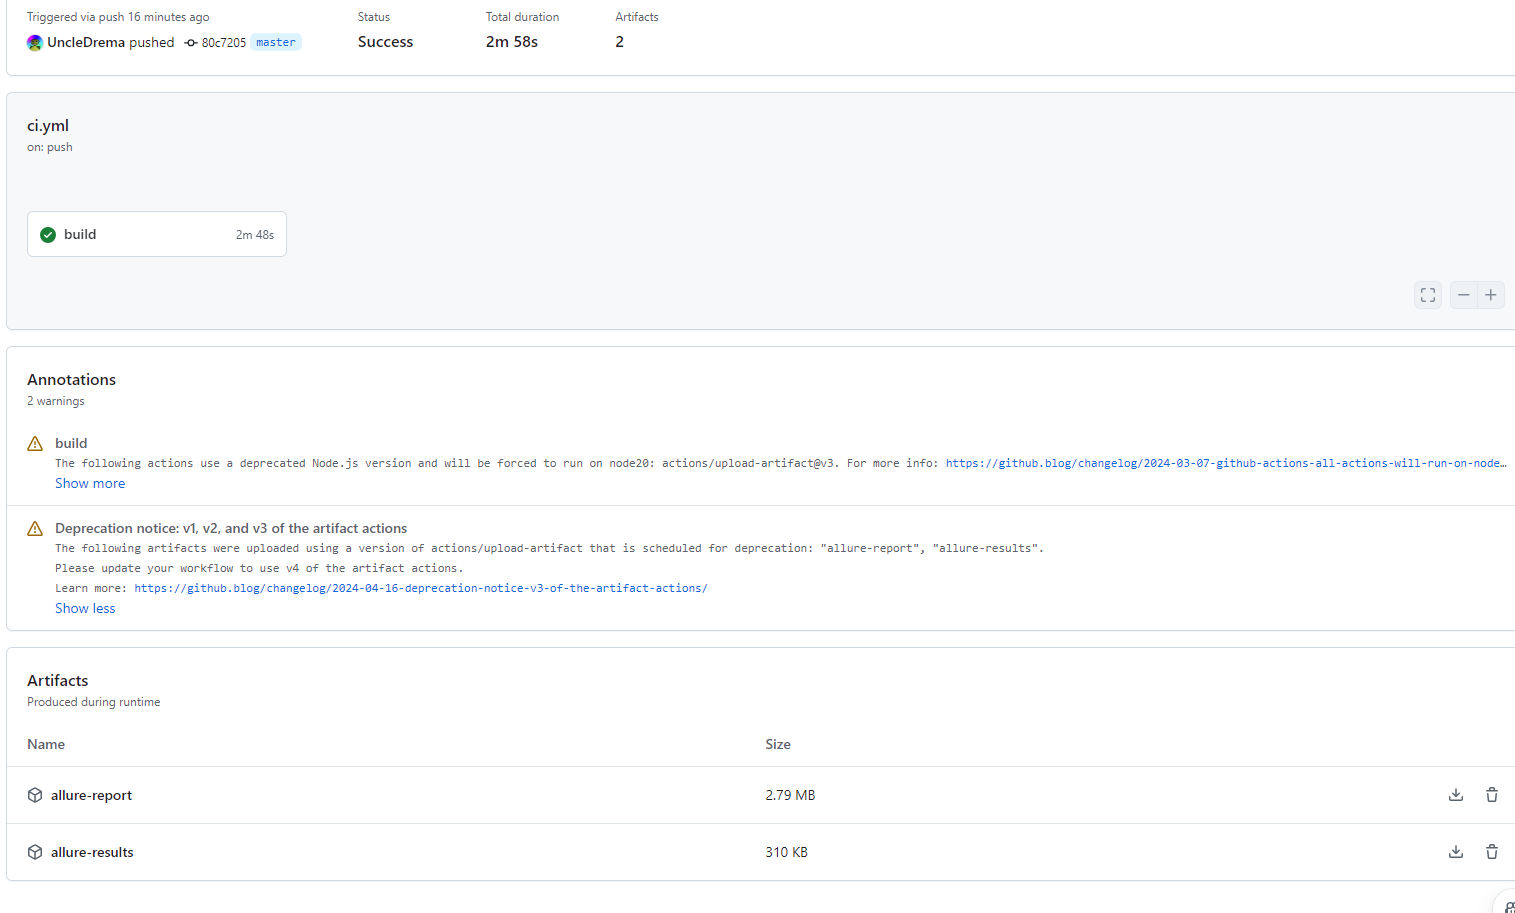 Triggered via push 16 minutes ago
Status
Total duration
Artifacts
UncleDrema pushed 80c7205 master
Success
2m 58s
2
ci.yml
on: push
build
2m 48s
Annotations
2 warnings
build
The following actions use a deprecated Node.js version and will be forced to run on node20: actions/upload-artifact@v3. For more info: https://github.blog/changelog/2024-03-07-github-actions-all-actions-will-run-on-node…
Show more
Deprecation notice: v1, v2, and v3 of the artifact actions
The following artifacts were uploaded using a version of actions/upload-artifact that is scheduled for deprecation: "allure-report", "allure-results".
Please update your workflow to use v4 of the artifact actions.
Learn more: https://github.blog/changelog/2024-04-16-deprecation-notice-v3-of-the-artifact-actions/
Show less
Artifacts
Produced during runtime
Name
Size
allure-report
2.79 MB
allure-results
310 KB